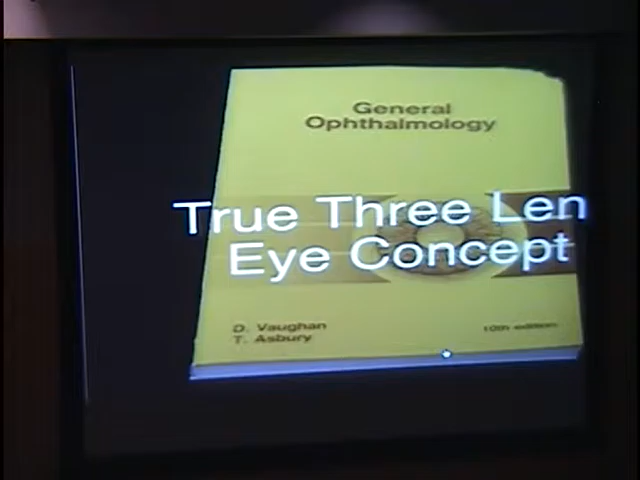 General
Ophthalmology
True Three Len
Eye Concept
D. Vaughan
T. Asbury
10th edition